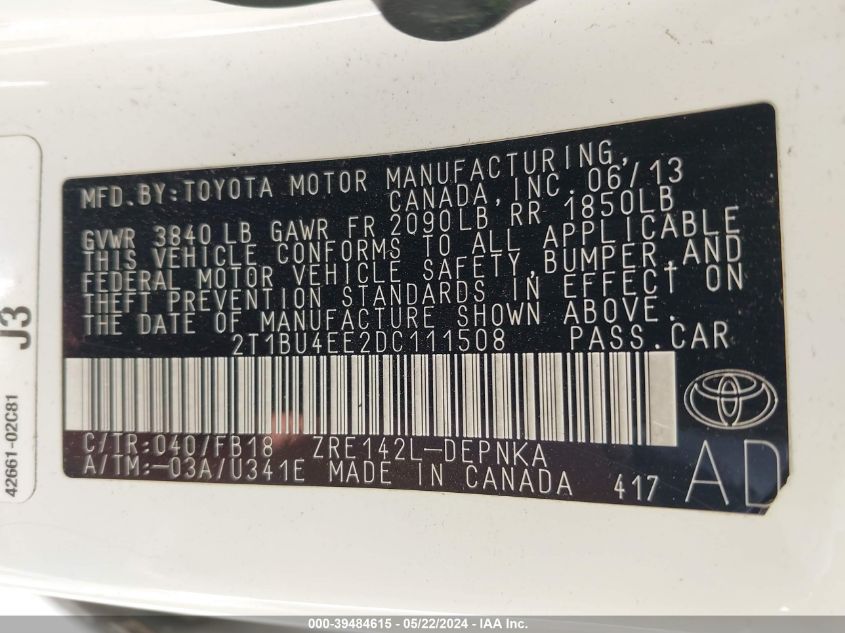 MFD.BY:TOYOTA MOTOR MANUFACTURING,
CANADA,INC. 06/13
GVWR 3840 LB GAWR FR 2090LB, RR 1850LB
THIS VEHICLE CONFORMS TO ALL APPLICABLE
FEDERAL MOTOR VEHICLE SAFETY,BUMPER,AND
THEFT PREVENTION STANDARDS IN EFFECT ON
THE DATE OF MANUFACTURE SHOWN ABOVE.
2T1BU4EE2DC111508 PASS.CAR
C/TR:040/FB18 ZRE142L-DEPNKA
A/TM:-03A/U341E MADE IN CANADA 417 AD
J3
42661-02C81
000-39484615 - 05/22/2024 - IAA Inc.